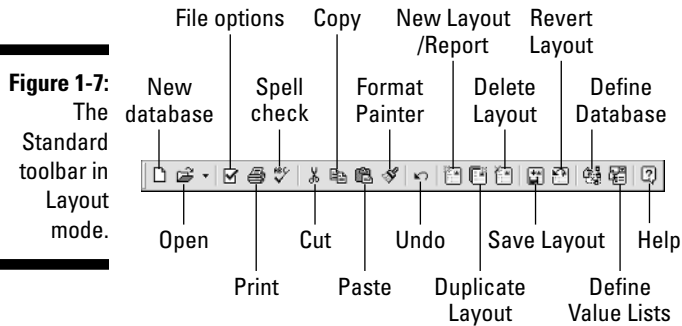 File options Copy New Layout /Report Revert Layout
Figure 1-7:
The
Standard
toolbar in
Layout
mode.
New database Spell check Format Painter Delete Layout Define Database
ABC
Open Cut Undo Save Layout Help
Print Paste Duplicate Layout Define Value Lists